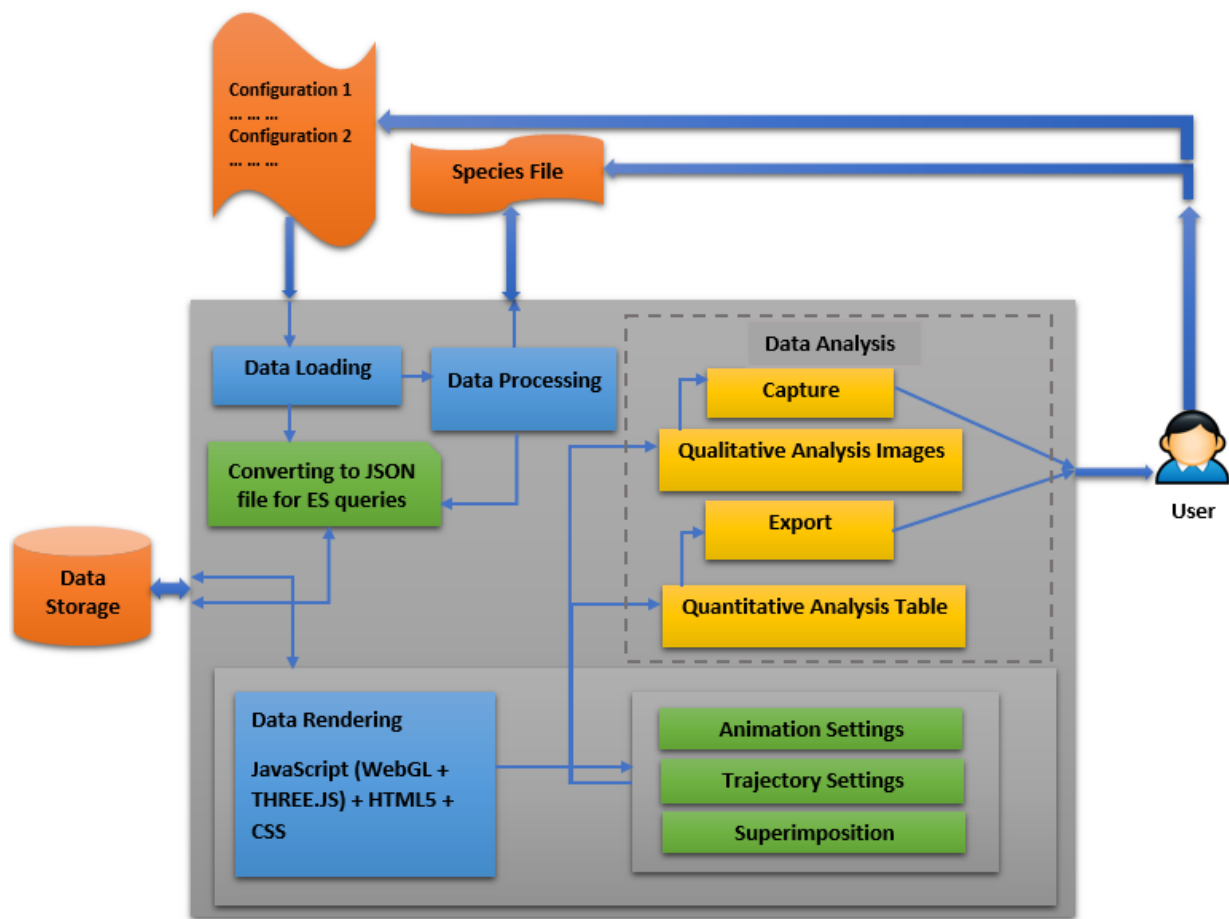 Configuration 1
... ... ...
Configuration 2
... ... ...
Species File
Data Loading
Data Processing
Data Analysis
Capture
Qualitative Analysis Images
Converting to JSON
file for ES queries
Export
User
Data
Storage
Quantitative Analysis Table
Data Rendering
JavaScript (WebGL +
THREE.JS) + HTML5 +
CSS
Animation Settings
Trajectory Settings
Superimposition